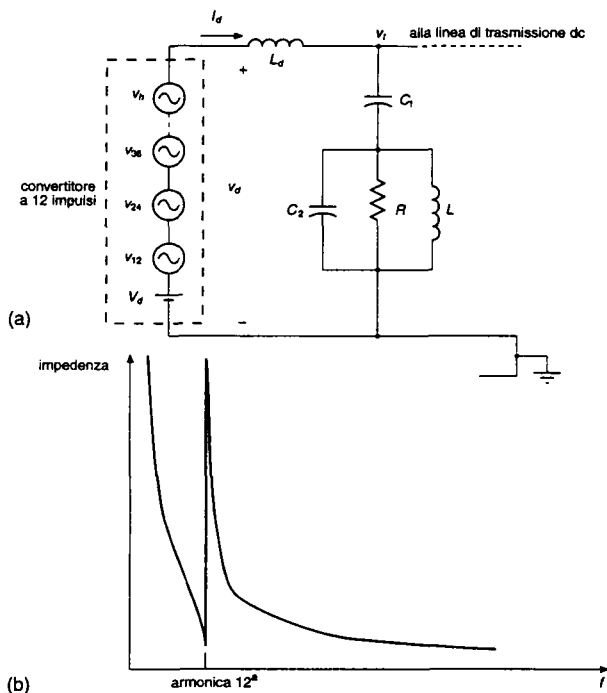 I_d
L_d
v_f
alla linea di trasmissione dc
+
v_h
C_1
v_36
convertitore
a 12 impulsi
v_d
v_24
C_2
R
L
v_12
V_d
−
(a)
impedenza
armonica 12ª
f
(b)